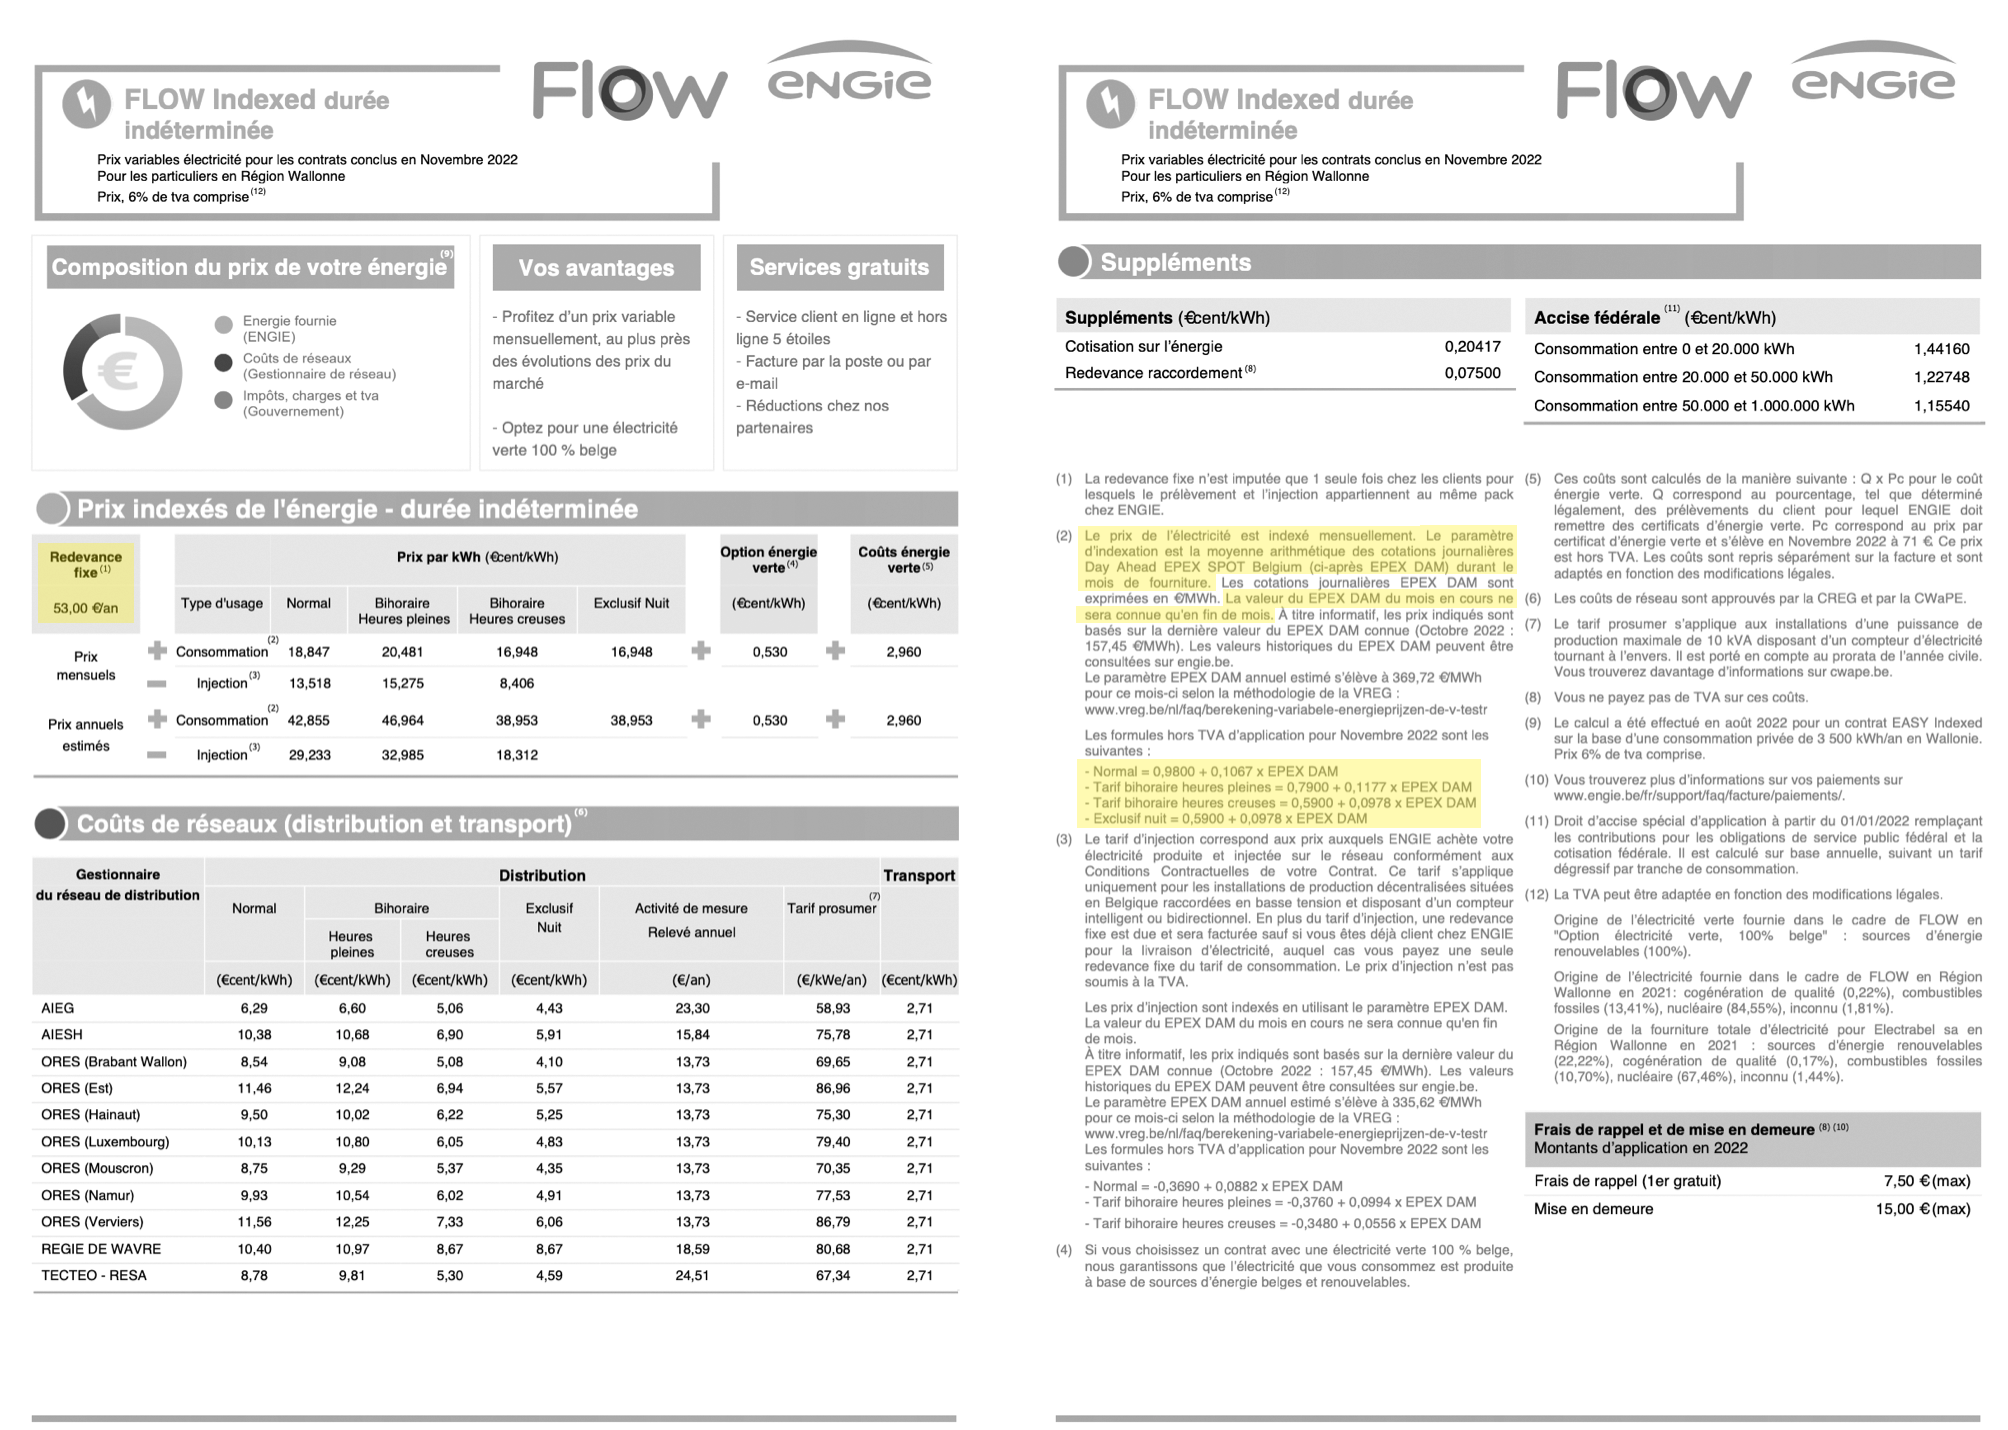 FLOW Indexed durée
indéterminée
Flow
ENGIE
Prix variables électricité pour les contrats conclus en Novembre 2022
Pour les particuliers en Région Wallonne
Prix, 6% de tva comprise (12)
Composition du prix de votre énergie (9)
€
Energie fournie
(ENGIE)
Coûts de réseaux
(Gestionnaire de réseau)
Impôts, charges et tva
(Gouvernement)
Vos avantages
- Profitez d'un prix variable
mensuellement, au plus près
des évolutions des prix du
marché
- Optez pour une électricité
verte 100 % belge
Services gratuits
- Service client en ligne et hors
ligne 5 étoiles
- Facture par la poste ou par
e-mail
- Réductions chez nos
partenaires
Prix indexés de l'énergie - durée indéterminée
Redevance
fixe (1)
53,00 €/an
Prix par kWh (€cent/kWh)
Option énergie
verte (4)
Coûts énergie
verte (5)
Type d'usage Normal Bihoraire Heures pleines Bihoraire Heures creuses Exclusif Nuit (€cent/kWh) (€cent/kWh)
Prix
mensuels
+ Consommation (2) 18,847 20,481 16,948 16,948 + 0,530 + 2,960
- Injection (3) 13,518 15,275 8,406
Prix annuels
estimés
+ Consommation (2) 42,855 46,964 38,953 38,953 + 0,530 + 2,960
- Injection (3) 29,233 32,985 18,312
Coûts de réseaux (distribution et transport) (6)
Gestionnaire
du réseau de distribution
Distribution
Transport
Normal Bihoraire Exclusif Nuit Activité de mesure Relevé annuel Tarif prosumer (7)
Heures pleines Heures creuses
(€cent/kWh) (€cent/kWh) (€cent/kWh) (€cent/kWh) (€/an) (€/kWe/an) (€cent/kWh)
AIEG 6,29 6,60 5,06 4,43 23,30 58,93 2,71
AIESH 10,38 10,68 6,90 5,91 15,84 75,78 2,71
ORES (Brabant Wallon) 8,54 9,08 5,08 4,10 13,73 69,65 2,71
ORES (Est) 11,46 12,24 6,94 5,57 13,73 86,96 2,71
ORES (Hainaut) 9,50 10,02 6,22 5,25 13,73 75,30 2,71
ORES (Luxembourg) 10,13 10,80 6,05 4,83 13,73 79,40 2,71
ORES (Mouscron) 8,75 9,29 5,37 4,35 13,73 70,35 2,71
ORES (Namur) 9,93 10,54 6,02 4,91 13,73 77,53 2,71
ORES (Verviers) 11,56 12,25 7,33 6,06 13,73 86,79 2,71
REGIE DE WAVRE 10,40 10,97 8,67 8,67 18,59 80,68 2,71
TECTEO - RESA 8,78 9,81 5,30 4,59 24,51 67,34 2,71
FLOW Indexed durée
indéterminée
Flow
ENGIE
Prix variables électricité pour les contrats conclus en Novembre 2022
Pour les particuliers en Région Wallonne
Prix, 6% de tva comprise (12)
Suppléments
Suppléments (€cent/kWh)
Cotisation sur l'énergie 0,20417
Redevance raccordement (8) 0,07500
Accise fédérale (11) (€cent/kWh)
Consommation entre 0 et 20.000 kWh 1,44160
Consommation entre 20.000 et 50.000 kWh 1,22748
Consommation entre 50.000 et 1.000.000 kWh 1,15540
(1) La redevance fixe n'est imputée que 1 seule fois chez les clients pour
lesquels le prélèvement et l'injection appartiennent au même pack
chez ENGIE.
(2) Le prix de l'électricité est indexé mensuellement. Le paramètre
d'indexation est la moyenne arithmétique des cotations journalières
Day Ahead EPEX SPOT Belgium (ci-après EPEX DAM) durant le
mois de fourniture. Les cotations journalières EPEX DAM sont
exprimées en €/MWh. La valeur du EPEX DAM du mois en cours ne
sera connue qu'en fin de mois. À titre informatif, les prix indiqués sont
basés sur la dernière valeur du EPEX DAM connue (Octobre 2022 :
157,45 €/MWh). Les valeurs historiques du EPEX DAM peuvent être
consultées sur engie.be.
Le paramètre EPEX DAM annuel estimé s'élève à 369,72 €/MWh
pour ce mois-ci selon la méthodologie de la VREG :
www.vreg.be/nl/faq/berekening-variabele-energieprijzen-de-v-testr
Les formules hors TVA d'application pour Novembre 2022 sont les
suivantes :
- Normal = 0,9800 + 0,1067 x EPEX DAM
- Tarif bihoraire heures pleines = 0,7900 + 0,1177 x EPEX DAM
- Tarif bihoraire heures creuses = 0,5900 + 0,0978 x EPEX DAM
- Exclusif nuit = 0,5900 + 0,0978 x EPEX DAM
(3) Le tarif d'injection correspond aux prix auxquels ENGIE achète votre
électricité produite et injectée sur le réseau conformément aux
Conditions Contractuelles de votre Contrat. Ce tarif s'applique
uniquement pour les installations de production décentralisées situées
en Belgique raccordées en basse tension et disposant d'un compteur
intelligent ou bidirectionnel. En plus du tarif d'injection, une redevance
fixe est due et sera facturée sauf si vous êtes déjà client chez ENGIE
pour la livraison d'électricité, auquel cas vous payez une seule
redevance fixe du tarif de consommation. Le prix d'injection n'est pas
soumis à la TVA.
Les prix d'injection sont indexés en utilisant le paramètre EPEX DAM.
La valeur du EPEX DAM du mois en cours ne sera connue qu'en fin
de mois.
À titre informatif, les prix indiqués sont basés sur la dernière valeur du
EPEX DAM connue (Octobre 2022 : 157,45 €/MWh). Les valeurs
historiques du EPEX DAM peuvent être consultées sur engie.be.
Le paramètre EPEX DAM annuel estimé s'élève à 335,62 €/MWh
pour ce mois-ci selon la méthodologie de la VREG :
www.vreg.be/nl/faq/berekening-variabele-energieprijzen-de-v-testr
Les formules hors TVA d'application pour Novembre 2022 sont les
suivantes :
- Normal = -0,3690 + 0,0882 x EPEX DAM
- Tarif bihoraire heures pleines = -0,3760 + 0,0994 x EPEX DAM
- Tarif bihoraire heures creuses = -0,3480 + 0,0556 x EPEX DAM
(4) Si vous choisissez un contrat avec une électricité verte 100 % belge,
nous garantissons que l'électricité que vous consommez est produite
à base de sources d'énergie belges et renouvelables.
(5) Ces coûts sont calculés de la manière suivante : Q x Pc pour le coût
énergie verte. Q correspond au pourcentage, tel que déterminé
légalement, des prélèvements du client pour lequel ENGIE doit
remettre des certificats d'énergie verte. Pc correspond au prix par
certificat d'énergie verte et s'élève en Novembre 2022 à 71 €. Ce prix
est hors TVA. Les coûts sont repris séparément sur la facture et sont
adaptés en fonction des modifications légales.
(6) Les coûts de réseau sont approuvés par la CREG et par la CWaPE.
(7) Le tarif prosumer s'applique aux installations d'une puissance de
production maximale de 10 kVA disposant d'un compteur d'électricité
tournant à l'envers. Il est porté en compte au prorata de l'année civile.
Vous trouverez davantage d'informations sur cwape.be.
(8) Vous ne payez pas de TVA sur ces coûts.
(9) Le calcul a été effectué en août 2022 pour un contrat EASY Indexed
sur la base d'une consommation privée de 3 500 kWh/an en Wallonie.
Prix 6% de tva comprise.
(10) Vous trouverez plus d'informations sur vos paiements sur
www.engie.be/fr/support/faq/facture/paiements/.
(11) Droit d'accise spécial d'application à partir du 01/01/2022 remplaçant
les contributions pour les obligations de service public fédéral et la
cotisation fédérale. Il est calculé sur base annuelle, suivant un tarif
dégressif par tranche de consommation.
(12) La TVA peut être adaptée en fonction des modifications légales.
Origine de l'électricité verte fournie dans le cadre de FLOW en
"Option électricité verte, 100% belge" : sources d'énergie
renouvelables (100%).
Origine de l'électricité fournie dans le cadre de FLOW en Région
Wallonne en 2021: cogénération de qualité (0,22%), combustibles
fossiles (13,41%), nucléaire (84,55%), inconnu (1,81%).
Origine de la fourniture totale d'électricité pour Electrabel sa en
Région Wallonne en 2021 : sources d'énergie renouvelables
(22,22%), cogénération de qualité (0,17%), combustibles fossiles
(10,70%), nucléaire (67,46%), inconnu (1,44%).
Frais de rappel et de mise en demeure (8) (10)
Montants d'application en 2022
Frais de rappel (1er gratuit) 7,50 € (max)
Mise en demeure 15,00 € (max)